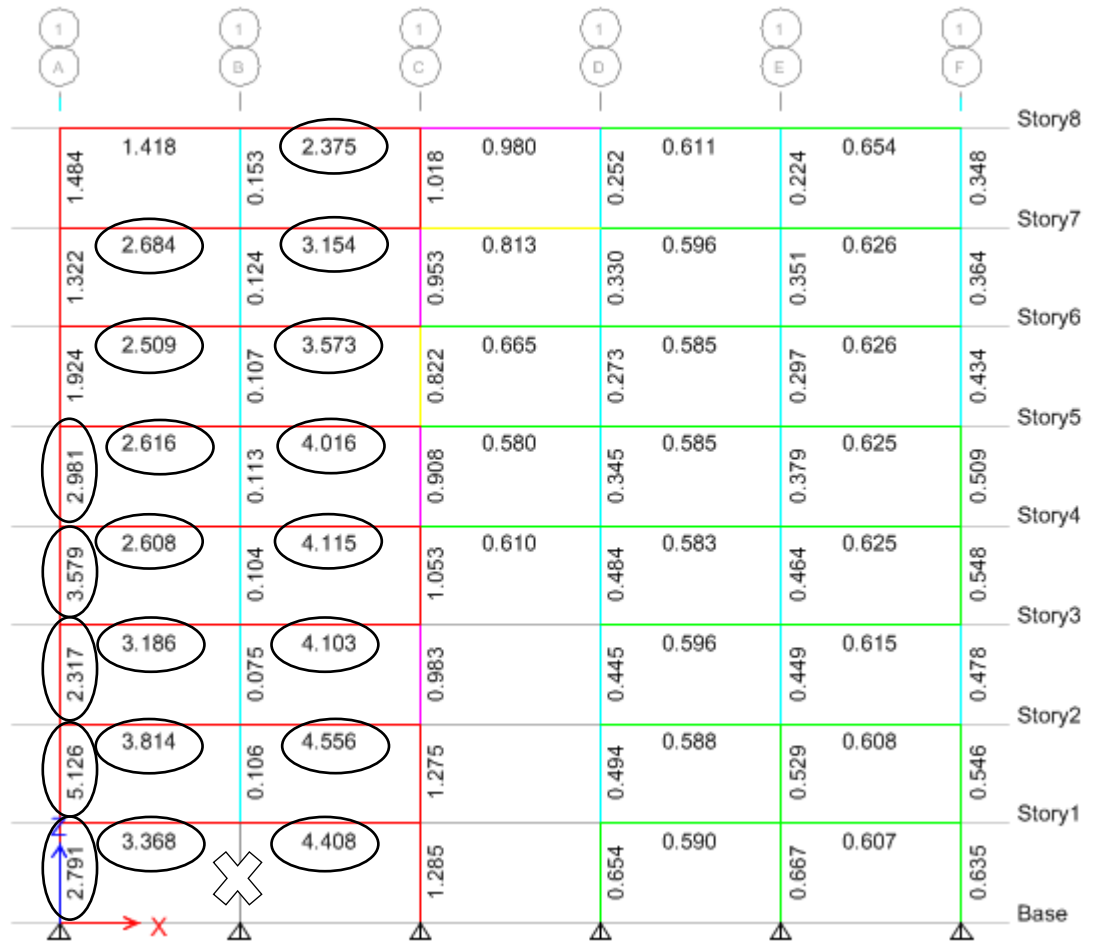 1 1 1 1 1 1
A B C D E F
Story8
1.418 2.375 0.980 0.611 0.654
1.484 0.153 1.018 0.252 0.224 0.348
Story7
2.684 3.154 0.813 0.596 0.626
1.322 0.124 0.953 0.330 0.351 0.364
Story6
2.509 3.573 0.665 0.585 0.626
1.924 0.107 0.822 0.273 0.297 0.434
Story5
2.616 4.016 0.580 0.585 0.625
2.981 0.113 0.908 0.345 0.379 0.509
Story4
2.608 4.115 0.610 0.583 0.625
3.579 0.104 1.053 0.484 0.464 0.548
Story3
3.186 4.103 0.596 0.615
2.317 0.075 0.983 0.445 0.449 0.478
Story2
3.814 4.556 0.588 0.608
5.126 0.106 1.275 0.494 0.529 0.546
Story1
Z
3.368 4.408 0.590 0.607
2.791 1.285 0.654 0.667 0.635
Base
X